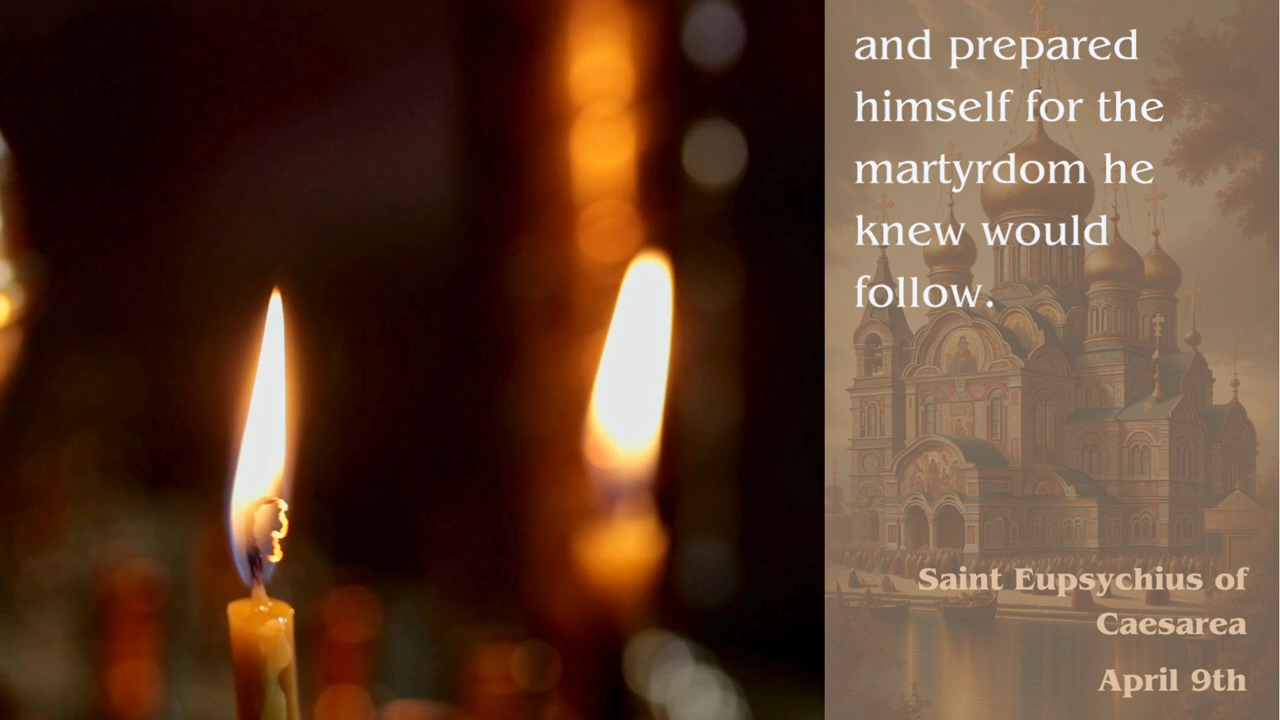 and prepared
himself for the
martyrdom he
knew would
follow.
Saint Eupsychius of
Caesarea
April 9th